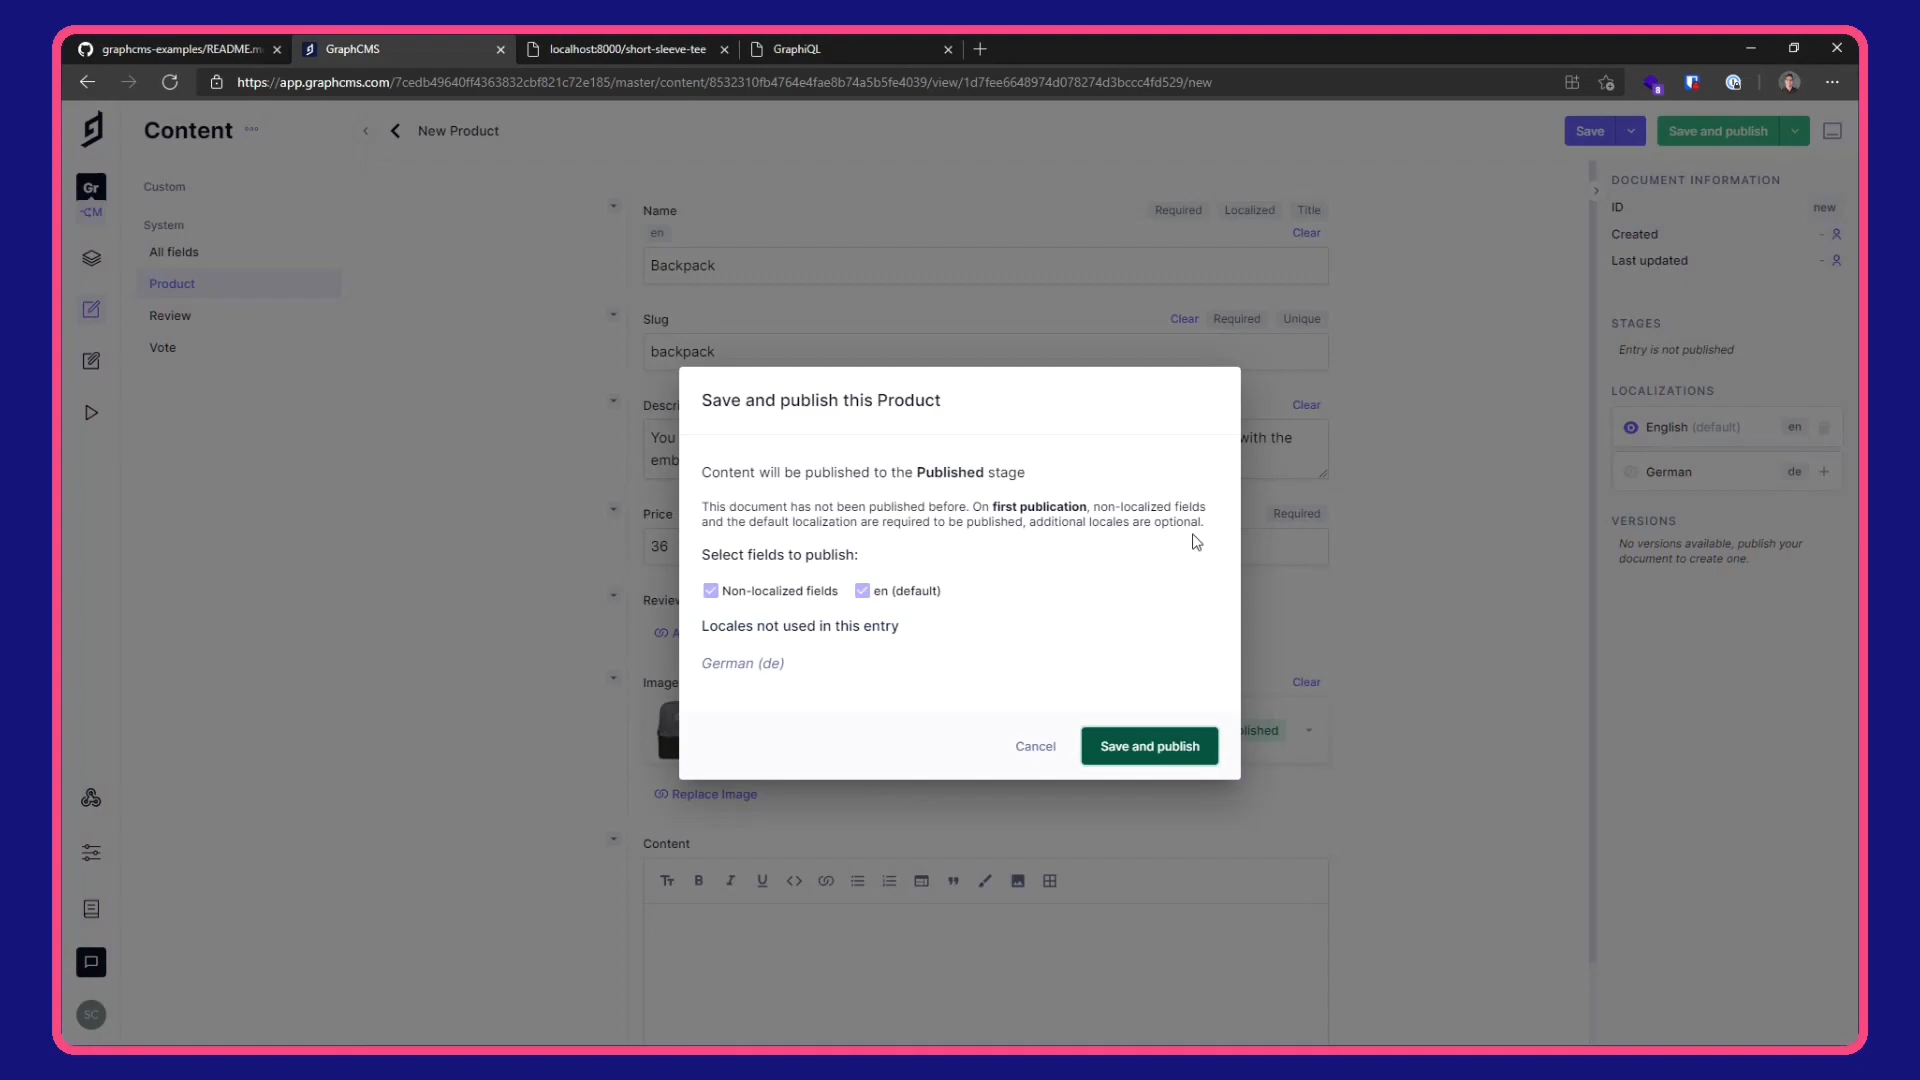 graphcms-examples/README.m
GraphCMS
localhost:8000/short-sleeve-tee
GraphiQL
https://app.graphcms.com/7cedb49640ff4363832cbf821c72e185/master/content/8532310fb4764e4fae8b74a5b5fe4039/view/1d7fee6648974d078274d3bccc4fd529/new
8
Content
New Product
Save
Save and publish
Gr
M
Custom
System
All fields
Product
Review
Vote
SC
Name
Required
Localized
Title
en
Clear
Backpack
Slug
Clear
Required
Unique
backpack
Descri
Clear
You
with the
emb
Price
Required
36
Review
A
Image
Clear
lished
Replace Image
Content
Tт B I U
Save and publish this Product
Content will be published to the Published stage
This document has not been published before. On first publication, non-localized fields
and the default localization are required to be published, additional locales are optional.
Select fields to publish:
Non-localized fields
en (default)
Locales not used in this entry
German (de)
Cancel
Save and publish
DOCUMENT INFORMATION
ID
new
Created
-
Last updated
-
STAGES
Entry is not published
LOCALIZATIONS
English (default)
en
German
de
VERSIONS
No versions available, publish your
document to create one.